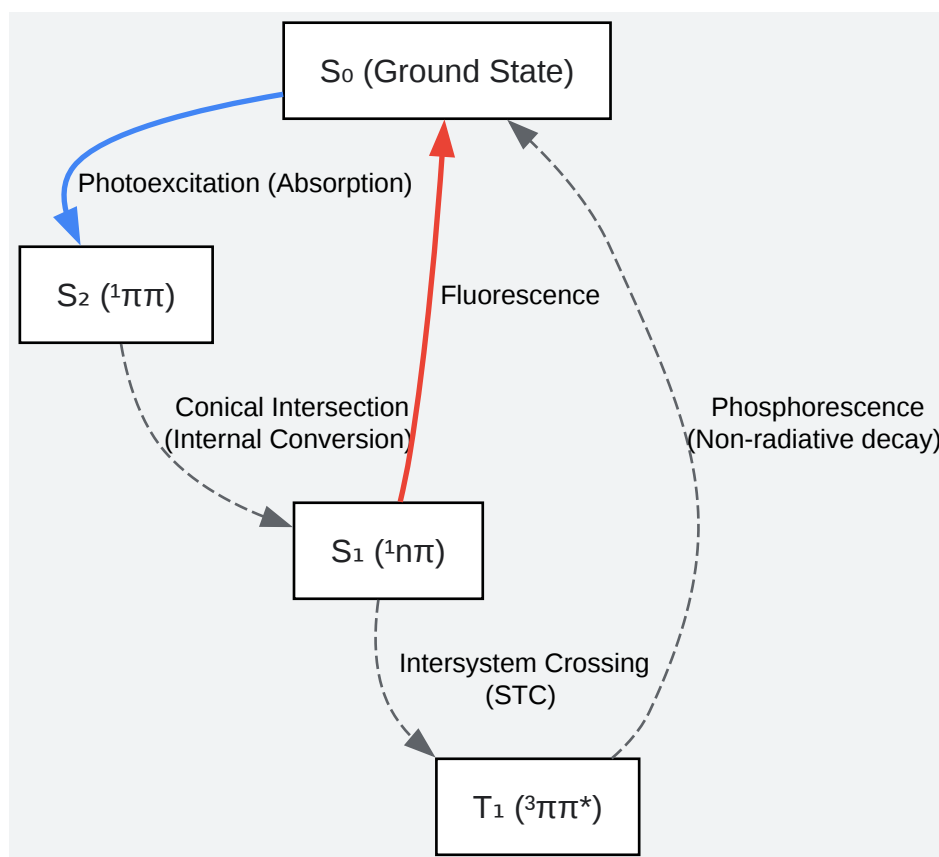 S₀ (Ground State)
Photoexcitation (Absorption)
S₂ (¹ππ)
Fluorescence
Conical Intersection
(Internal Conversion)
Phosphorescence
(Non-radiative decay)
S₁ (¹nπ)
Intersystem Crossing
(STC)
T₁ (³ππ*)